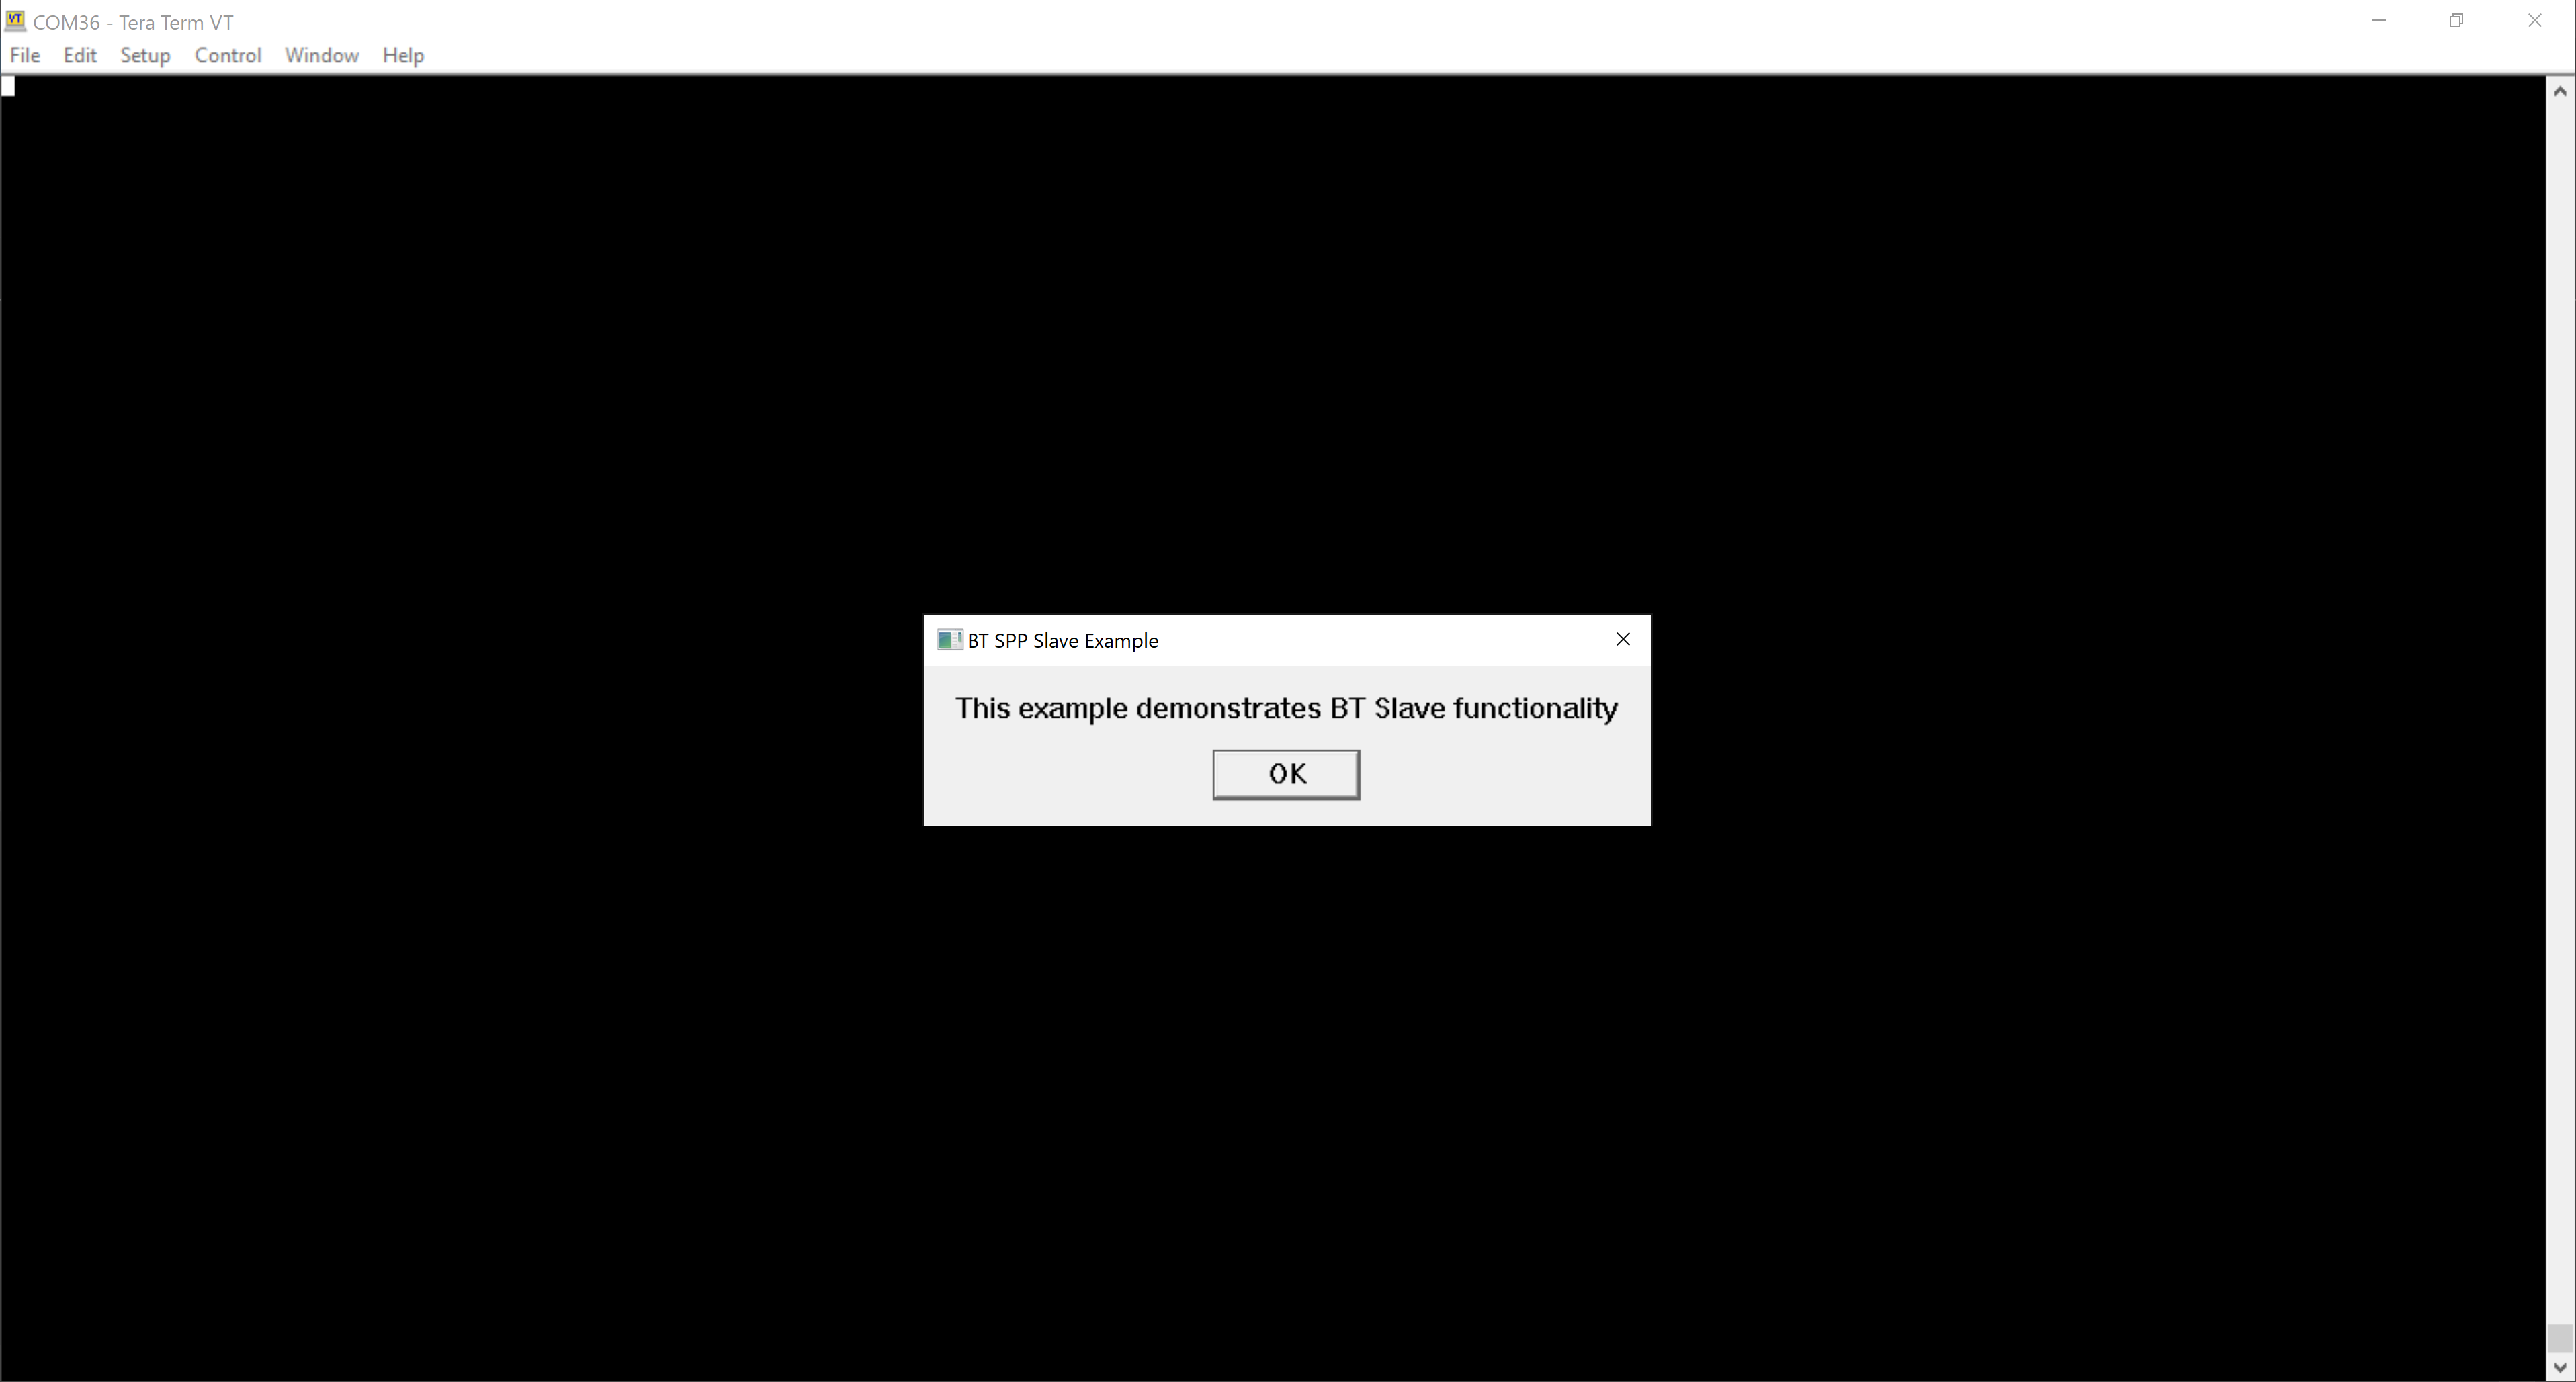 VT COM36 - Tera Term VT
File Edit Setup Control Window Help
BT SPP Slave Example
This example demonstrates BT Slave functionality
OK